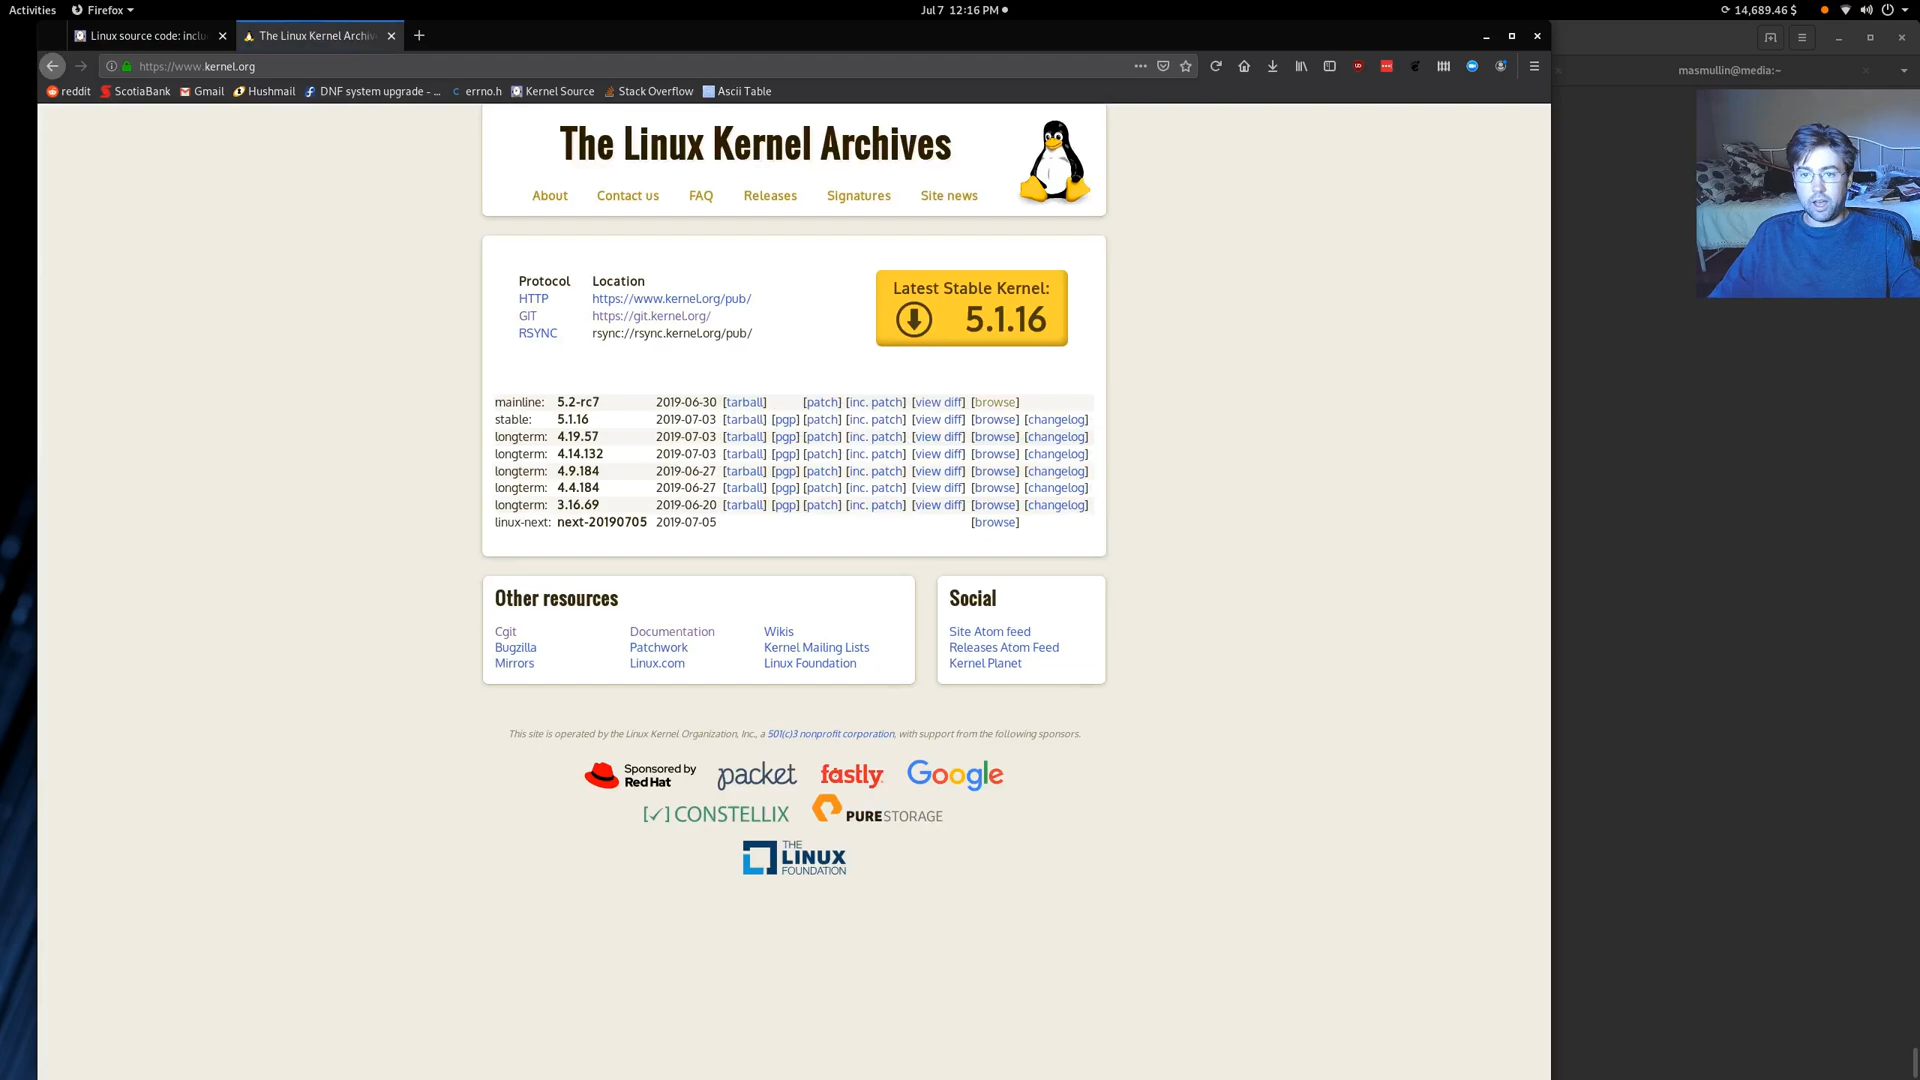 Activities Firefox Jul 7 12:16 PM 14,689.46 $
Linux source code: inclu The Linux Kernel Archiv
https://www.kernel.org
reddit ScotiaBank Gmail Hushmail DNF system upgrade - … errno.h Kernel Source Stack Overflow Ascii Table
masmullin@media:~
The Linux Kernel Archives
About Contact us FAQ Releases Signatures Site news
Protocol Location
HTTP https://www.kernel.org/pub/
GIT https://git.kernel.org/
RSYNC rsync://rsync.kernel.org/pub/
Latest Stable Kernel:
5.1.16
mainline: 5.2-rc7 2019-06-30 [tarball] [patch] [inc. patch] [view diff] [browse]
stable: 5.1.16 2019-07-03 [tarball] [pgp] [patch] [inc. patch] [view diff] [browse] [changelog]
longterm: 4.19.57 2019-07-03 [tarball] [pgp] [patch] [inc. patch] [view diff] [browse] [changelog]
longterm: 4.14.132 2019-07-03 [tarball] [pgp] [patch] [inc. patch] [view diff] [browse] [changelog]
longterm: 4.9.184 2019-06-27 [tarball] [pgp] [patch] [inc. patch] [view diff] [browse] [changelog]
longterm: 4.4.184 2019-06-27 [tarball] [pgp] [patch] [inc. patch] [view diff] [browse] [changelog]
longterm: 3.16.69 2019-06-20 [tarball] [pgp] [patch] [inc. patch] [view diff] [browse] [changelog]
linux-next: next-20190705 2019-07-05 [browse]
Other resources
Cgit Documentation Wikis
Bugzilla Patchwork Kernel Mailing Lists
Mirrors Linux.com Linux Foundation
Social
Site Atom feed
Releases Atom Feed
Kernel Planet
This site is operated by the Linux Kernel Organization, Inc., a 501(c)3 nonprofit corporation, with support from the following sponsors.
Sponsored by
Red Hat
packet fastly Google
[✓] CONSTELLIX PURESTORAGE
THE
LINUX
FOUNDATION